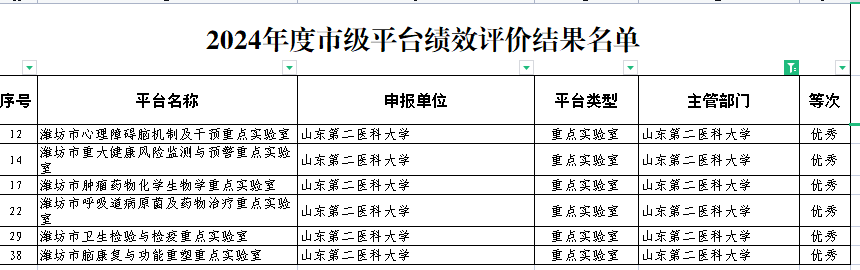 2024年度市级平台绩效评价结果名单
序号 平台名称 申报单位 平台类型 主管部门 等次
12 潍坊市心理障碍脑机制及干预重点实验室 山东第二医科大学 重点实验室 山东第二医科大学 优秀
14 潍坊市重大健康风险监测与预警重点实验室 山东第二医科大学 重点实验室 山东第二医科大学 优秀
17 潍坊市肿瘤药物化学生物学重点实验室 山东第二医科大学 重点实验室 山东第二医科大学 优秀
22 潍坊市呼吸道病原菌及药物治疗重点实验室 山东第二医科大学 重点实验室 山东第二医科大学 优秀
29 潍坊市卫生检验与检疫重点实验室 山东第二医科大学 重点实验室 山东第二医科大学 优秀
38 潍坊市脑康复与功能重塑重点实验室 山东第二医科大学 重点实验室 山东第二医科大学 优秀